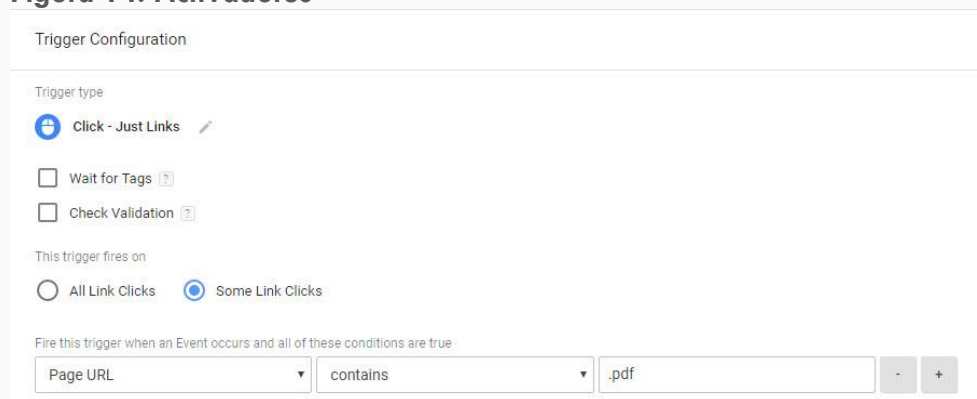 Trigger Configuration
Trigger type
Click - Just Links
Wait for Tags ?
Check Validation ?
This trigger fires on
All Link Clicks Some Link Clicks
Fire this trigger when an Event occurs and all of these conditions are true
Page URL contains .pdf - +